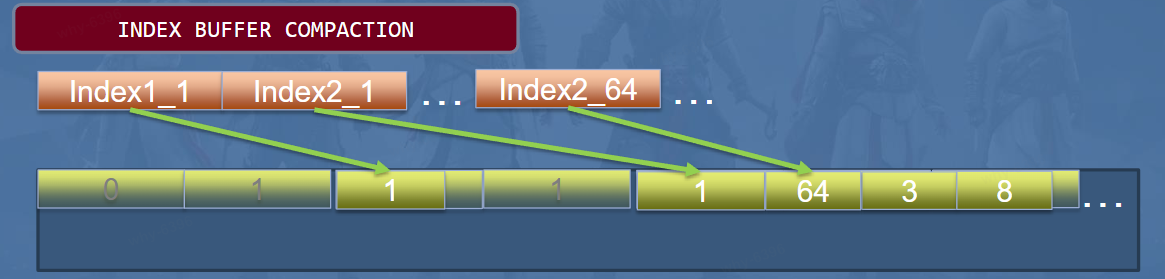 INDEX BUFFER COMPACTION
Index1_1 Index2_1 ... Index2_64 ...
0 1 1 1 1 64 3 8 ...